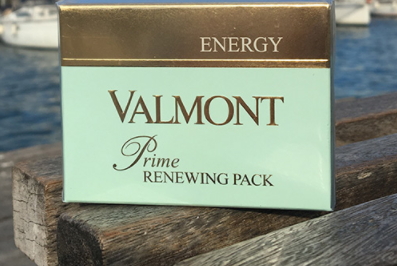 ENERGY
VALMONT
Prime
RENEWING PACK